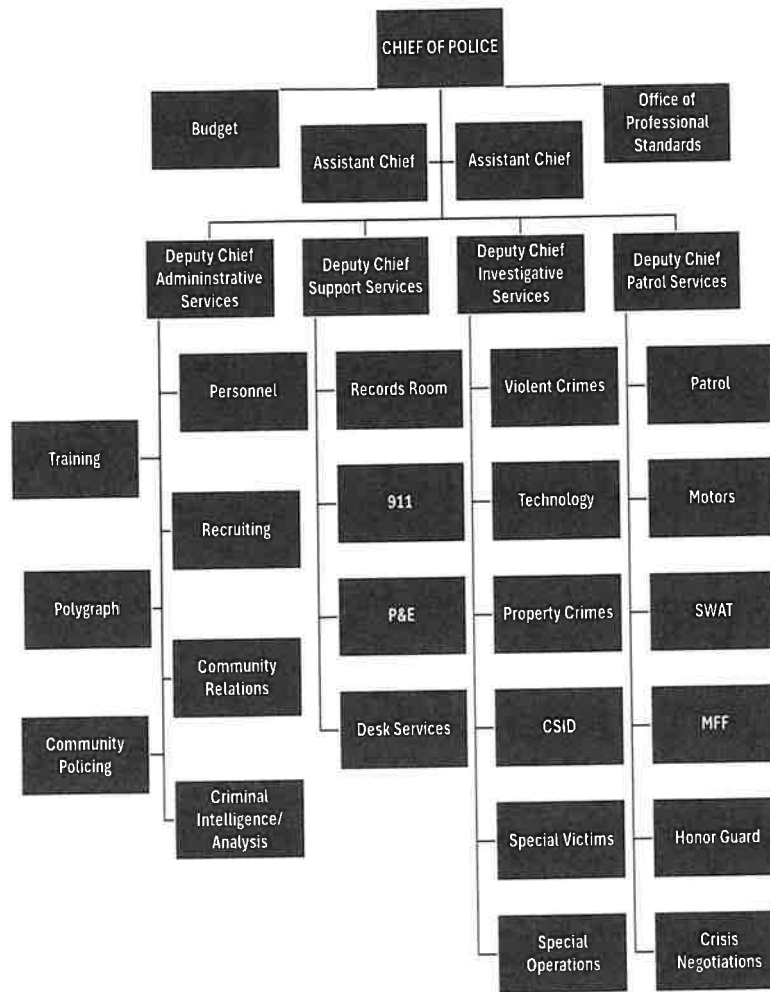 CHIEF OF POLICE
Budget
Office of
Professional
Standards
Assistant Chief
Assistant Chief
Deputy Chief
Admininstrative
Services
Deputy Chief
Support Services
Deputy Chief
Investigative
Services
Deputy Chief
Patrol Services
Personnel
Records Room
Violent Crimes
Patrol
Training
911
Technology
Motors
Recruiting
Polygraph
P&E
Property Crimes
SWAT
Community
Relations
Desk Services
CSID
MFF
Community
Policing
Criminal
Intelligence/
Analysis
Special Victims
Honor Guard
Special
Operations
Crisis
Negotiations